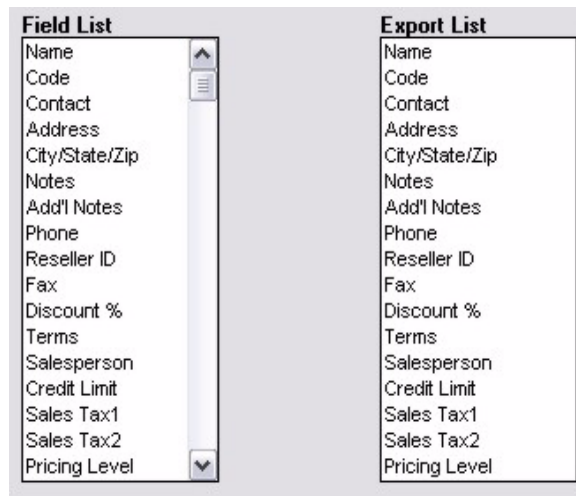 Field List
Name
Code
Contact
Address
City/State/Zip
Notes
Add'l Notes
Phone
Reseller ID
Fax
Discount %
Terms
Salesperson
Credit Limit
Sales Tax1
Sales Tax2
Pricing Level
Export List
Name
Code
Contact
Address
City/State/Zip
Notes
Add'l Notes
Phone
Reseller ID
Fax
Discount %
Terms
Salesperson
Credit Limit
Sales Tax1
Sales Tax2
Pricing Level